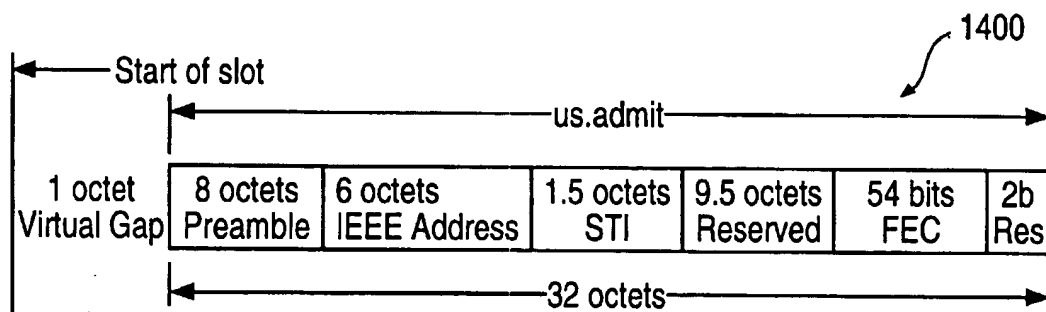 1400
Start of slot
us.admit
1 octet
Virtual Gap
8 octets
Preamble
6 octets
IEEE Address
1.5 octets
STI
9.5 octets
Reserved
54 bits
FEC
2b
Res
32 octets